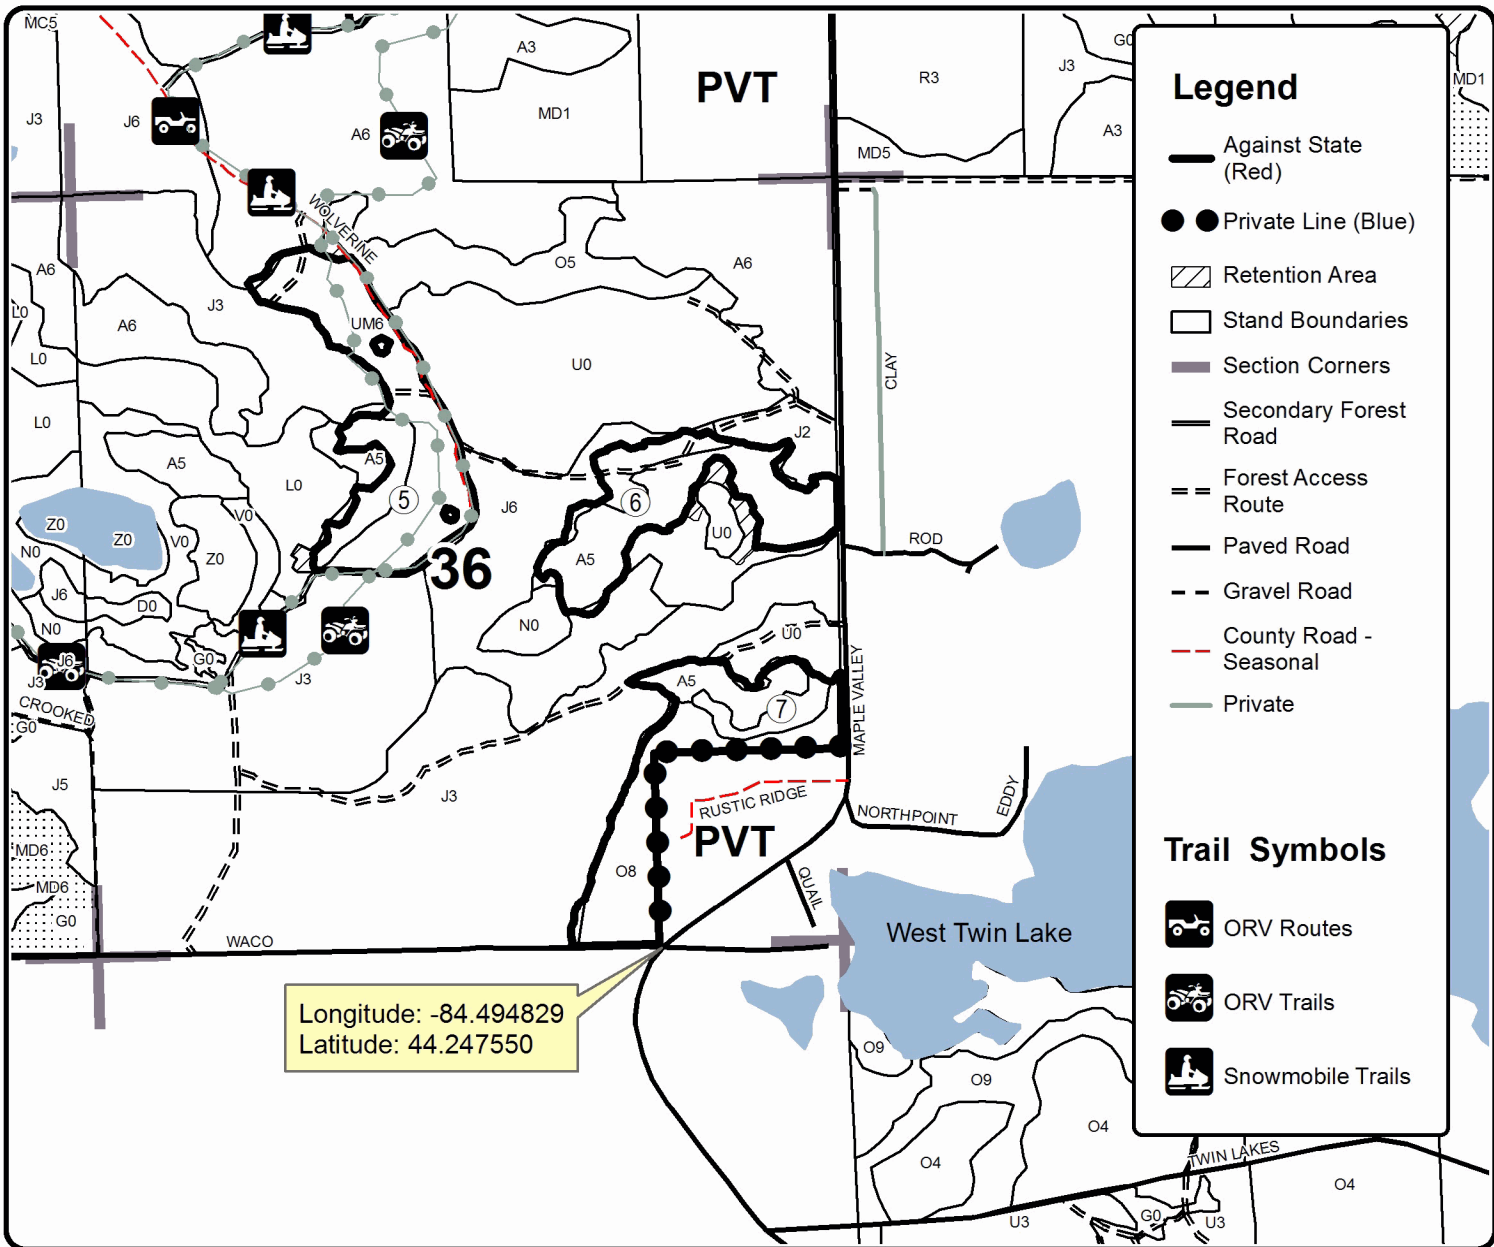 MC5
A3
G0
J3
MD1
PVT
R3
J3
J6
A6
MD1
A3
MD5
WOLVERINE
A6
O5
A6
J3
L0
A6
UM6
L0
U0
CLAY
L0
J2
A5
A5
L0
5
6
J6
V0
Z0
Z0
V0
N0
Z0
U0
ROD
36
A5
J6
D0
N0
N0
U0
G0
J6
J3
J3
A5
CROOKED
7
MAPLE VALLEY
G0
J5
J3
RUSTIC RIDGE
EDDY
NORTHPOINT
PVT
MD6
O8
QUAIL
MD6
G0
WACO
West Twin Lake
Longitude: -84.494829
Latitude: 44.247550
O9
O9
O4
O4
TWIN LAKES
O4
U3
G0
U3
Legend
Against State
(Red)
Private Line (Blue)
Retention Area
Stand Boundaries
Section Corners
Secondary Forest
Road
Forest Access
Route
Paved Road
Gravel Road
County Road -
Seasonal
Private
Trail Symbols
ORV Routes
ORV Trails
Snowmobile Trails